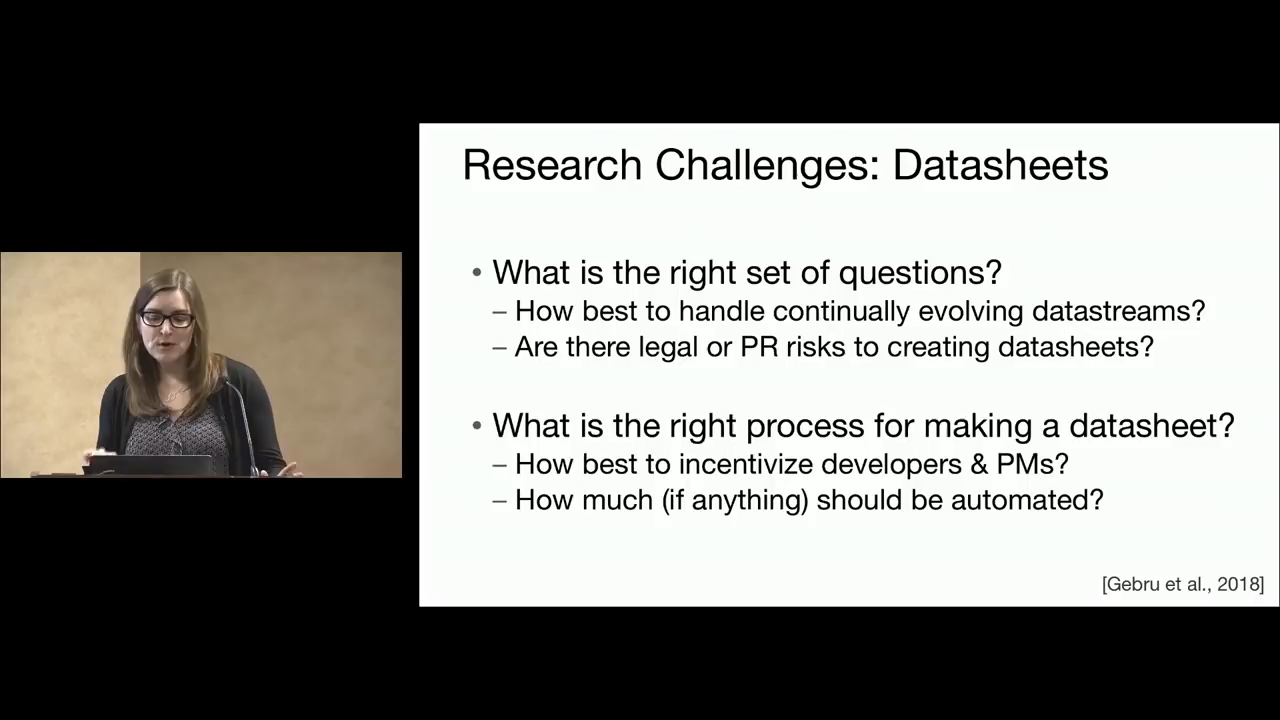 Research Challenges: Datasheets
• What is the right set of questions?
– How best to handle continually evolving datastreams?
– Are there legal or PR risks to creating datasheets?
• What is the right process for making a datasheet?
– How best to incentivize developers & PMs?
– How much (if anything) should be automated?
[Gebru et al., 2018]